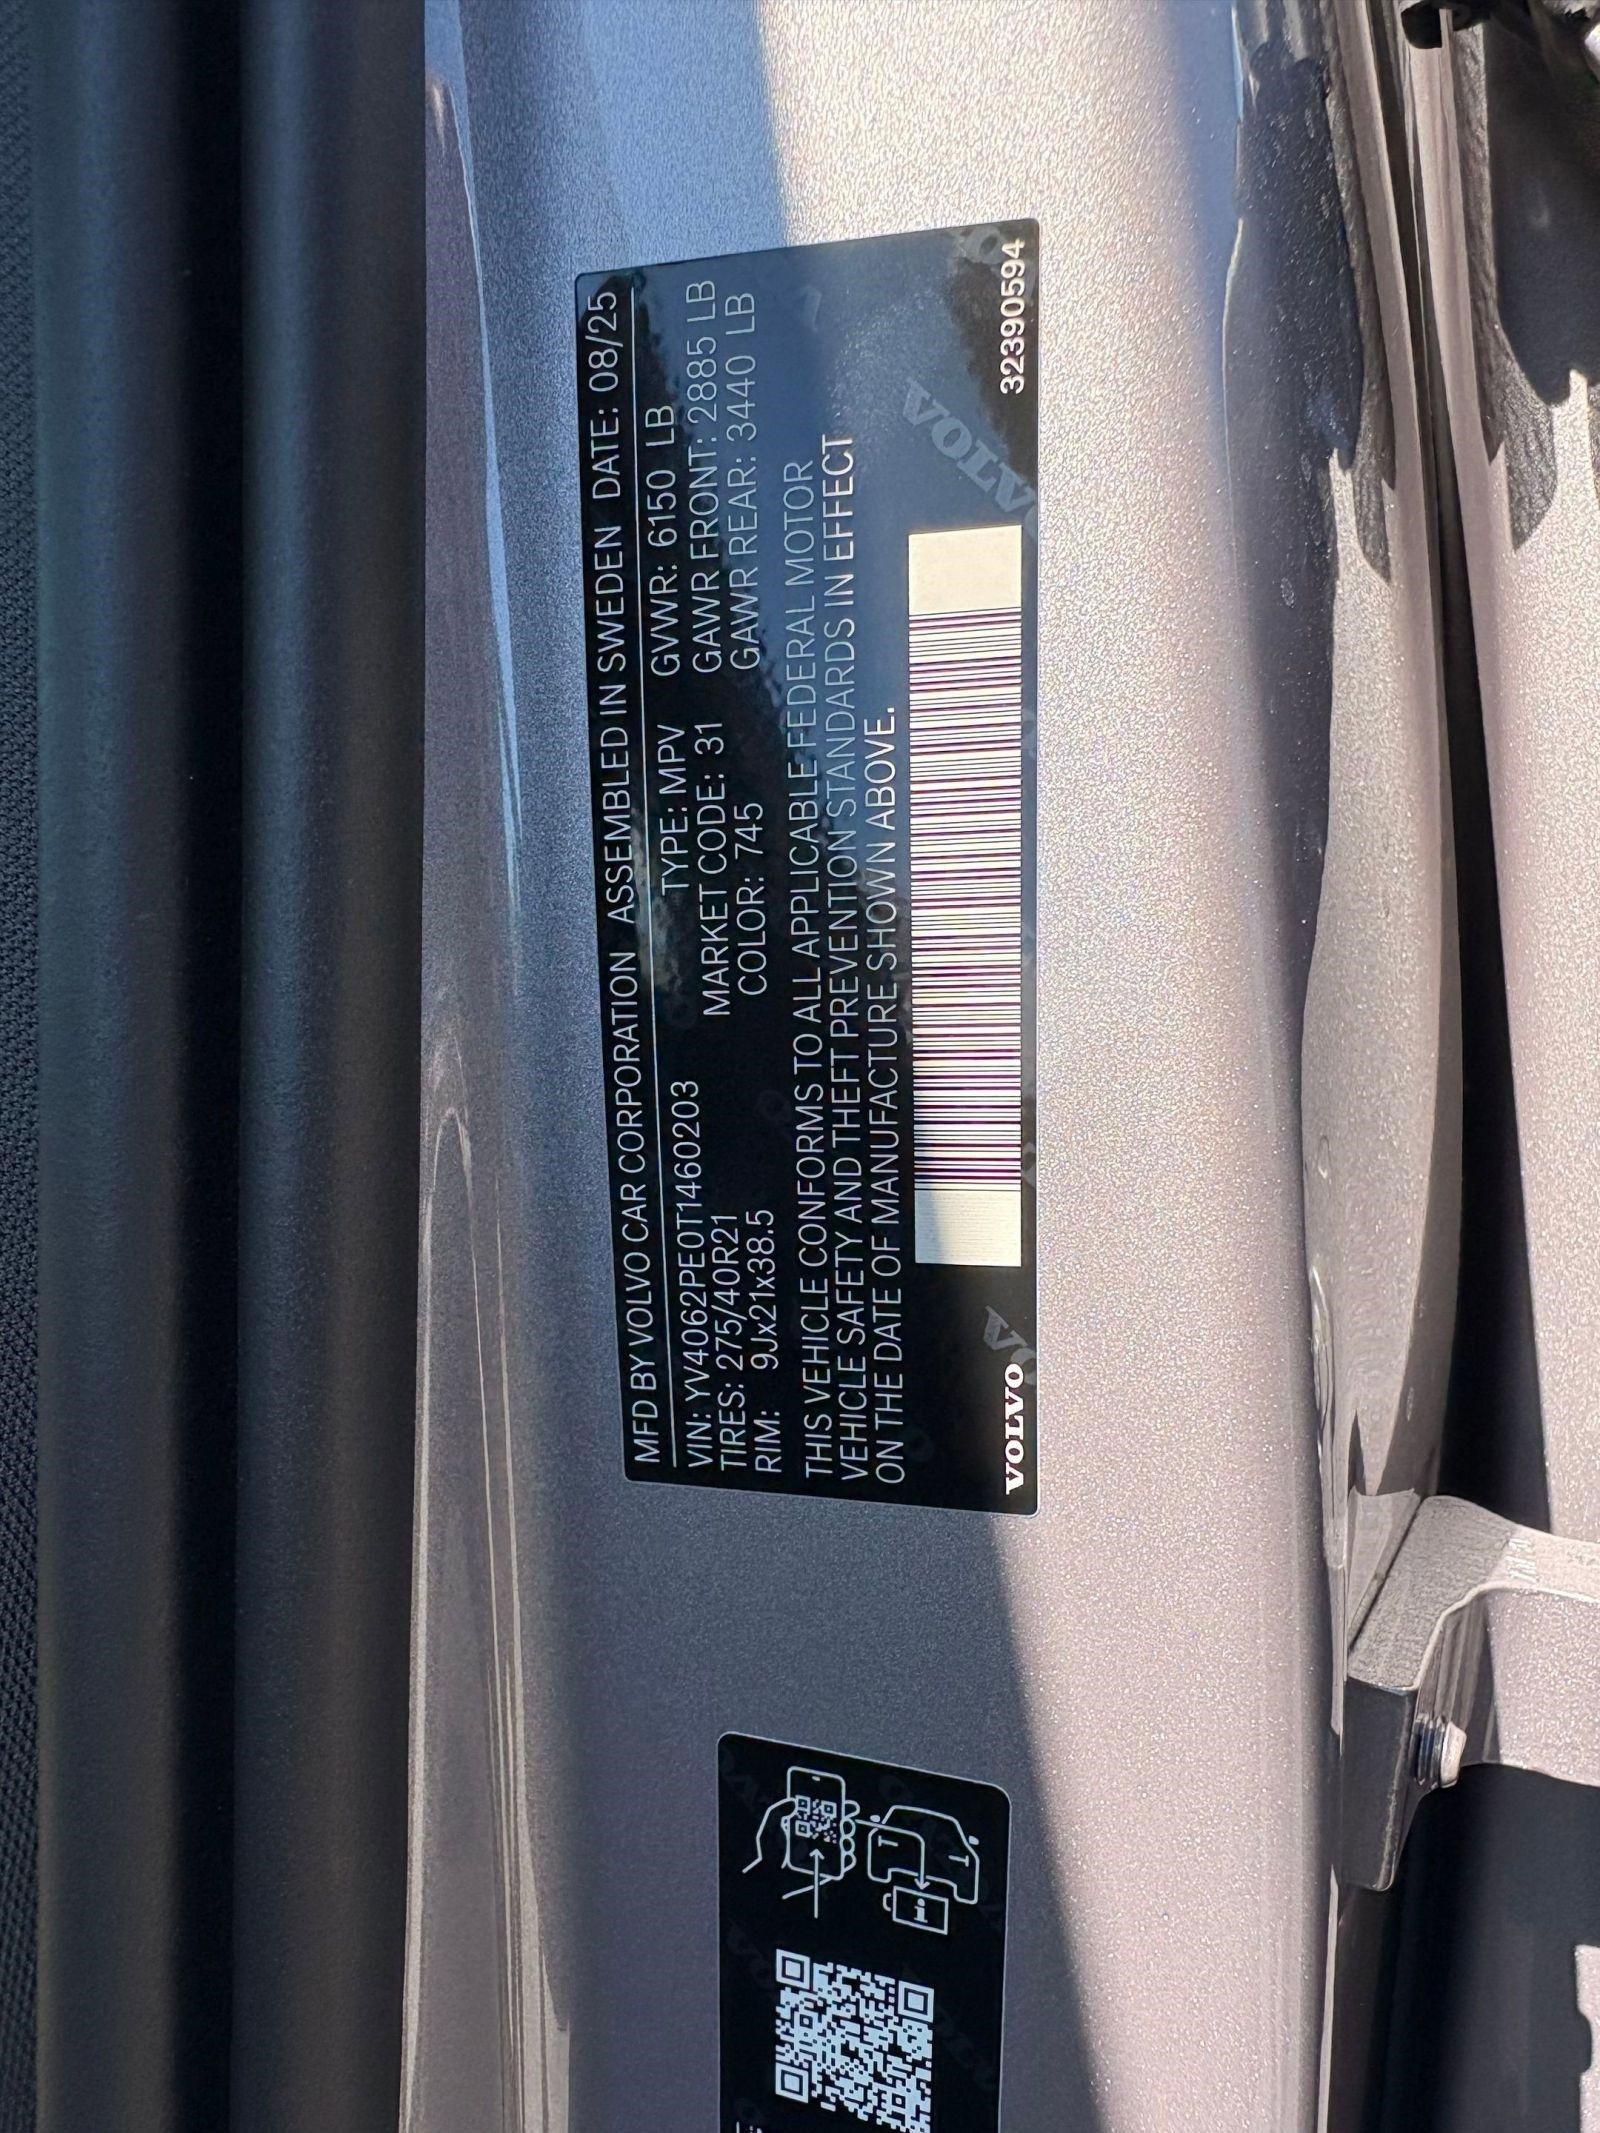 MFD BY VOLVO CAR CORPORATION ASSEMBLED IN SWEDEN DATE: 08/25
VIN: YV4062PE0T1460203 TYPE: MPV GVWR: 6150 LB
TIRES: 275/40R21 MARKET CODE: 31 GAWR FRONT: 2885 LB
RIM: 9Jx21x38.5 COLOR: 745 GAWR REAR: 3440 LB
THIS VEHICLE CONFORMS TO ALL APPLICABLE FEDERAL MOTOR
VEHICLE SAFETY AND THEFT PREVENTION STANDARDS IN EFFECT
ON THE DATE OF MANUFACTURE SHOWN ABOVE.
VOLVO 32390594